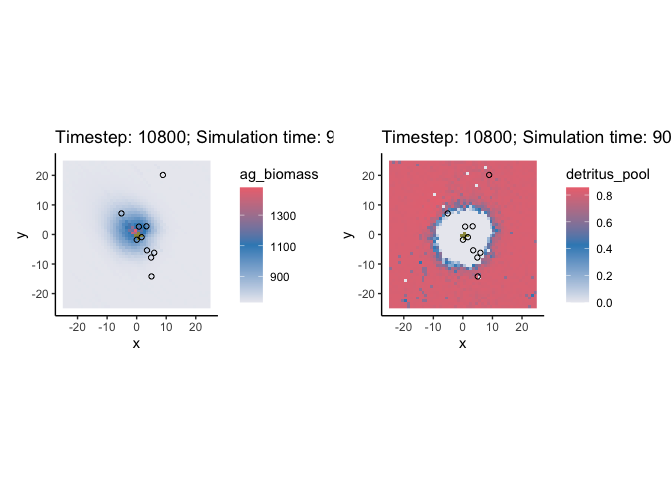 Timestep: 10800; Simulation time: 9
Timestep: 10800; Simulation time: 90
ag_biomass
1300
1100
900
20
10
0
-10
-20
y
-20 -10 0 10 20
x
detritus_pool
0.8
0.6
0.4
0.2
0.0
20
10
0
-10
-20
y
-20 -10 0 10 20
x